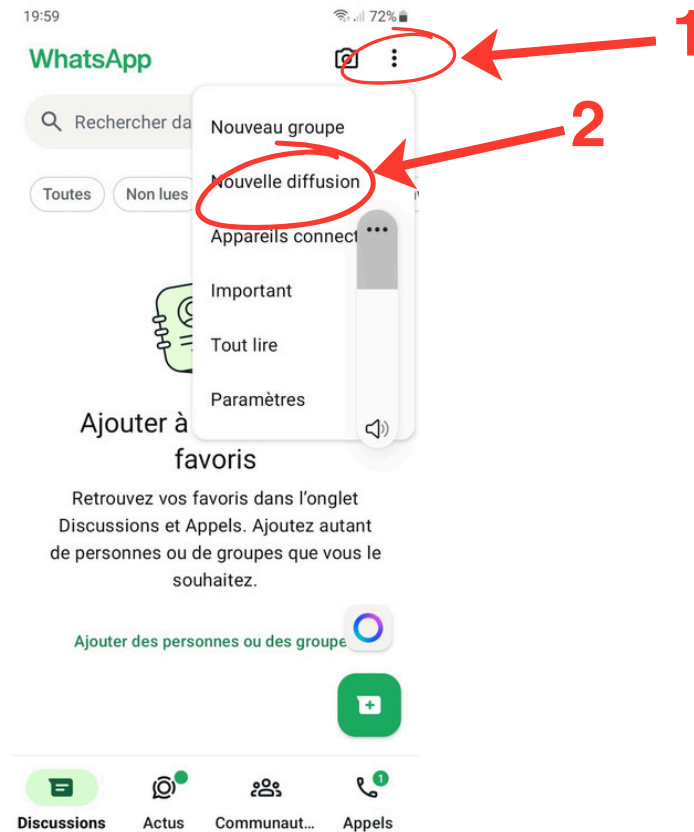 19:59
72%
1
WhatsApp
Rechercher da
Nouveau groupe
2
Toutes
Non lues
Nouvelle diffusion
Appareils connect
Important
Tout lire
Paramètres
Ajouter à
favoris
Retrouvez vos favoris dans l’onglet
Discussions et Appels. Ajoutez autant
de personnes ou de groupes que vous le
souhaitez.
Ajouter des personnes ou des groupe
1
Discussions
Actus
Communaut...
Appels